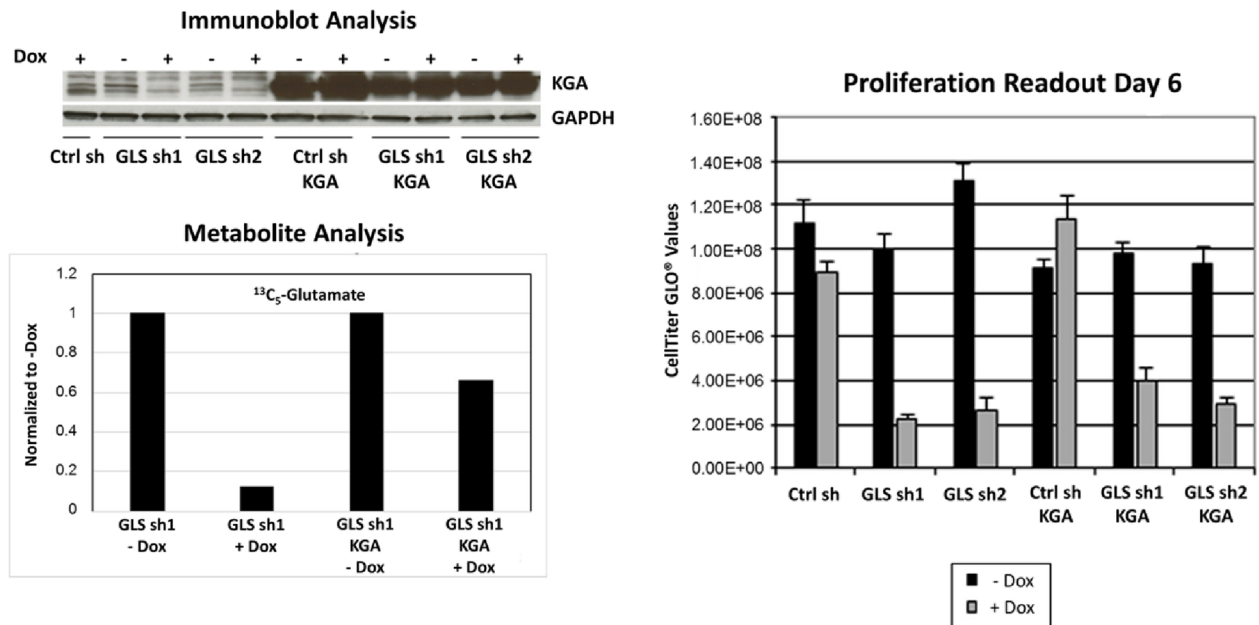 Immunoblot Analysis
Dox + - + - + - + - + - +
KGA
GAPDH
Ctrl sh GLS sh1 GLS sh2 Ctrl sh GLS sh1 GLS sh2
KGA KGA KGA
Metabolite Analysis
1.2
¹³C₅-Glutamate
1
0.8
0.6
0.4
0.2
0
Normalized to -Dox
GLS sh1 GLS sh1 GLS sh1 GLS sh1
- Dox + Dox KGA KGA
- Dox + Dox
Proliferation Readout Day 6
1.60E+08
1.40E+08
1.20E+08
1.00E+08
8.00E+06
6.00E+06
4.00E+06
2.00E+06
0.00E+00
CellTiter GLO® Values
Ctrl sh GLS sh1 GLS sh2 Ctrl sh GLS sh1 GLS sh2
KGA KGA KGA
- Dox
+ Dox